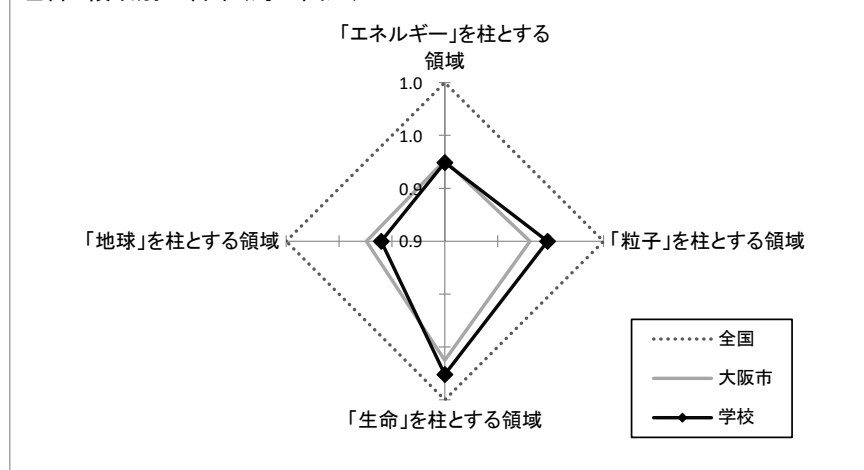 「エネルギー」を柱とする
領域
1.0
1.0
0.9
0.9
「地球」を柱とする領域
「粒子」を柱とする領域
「生命」を柱とする領域
全国
大阪市
学校